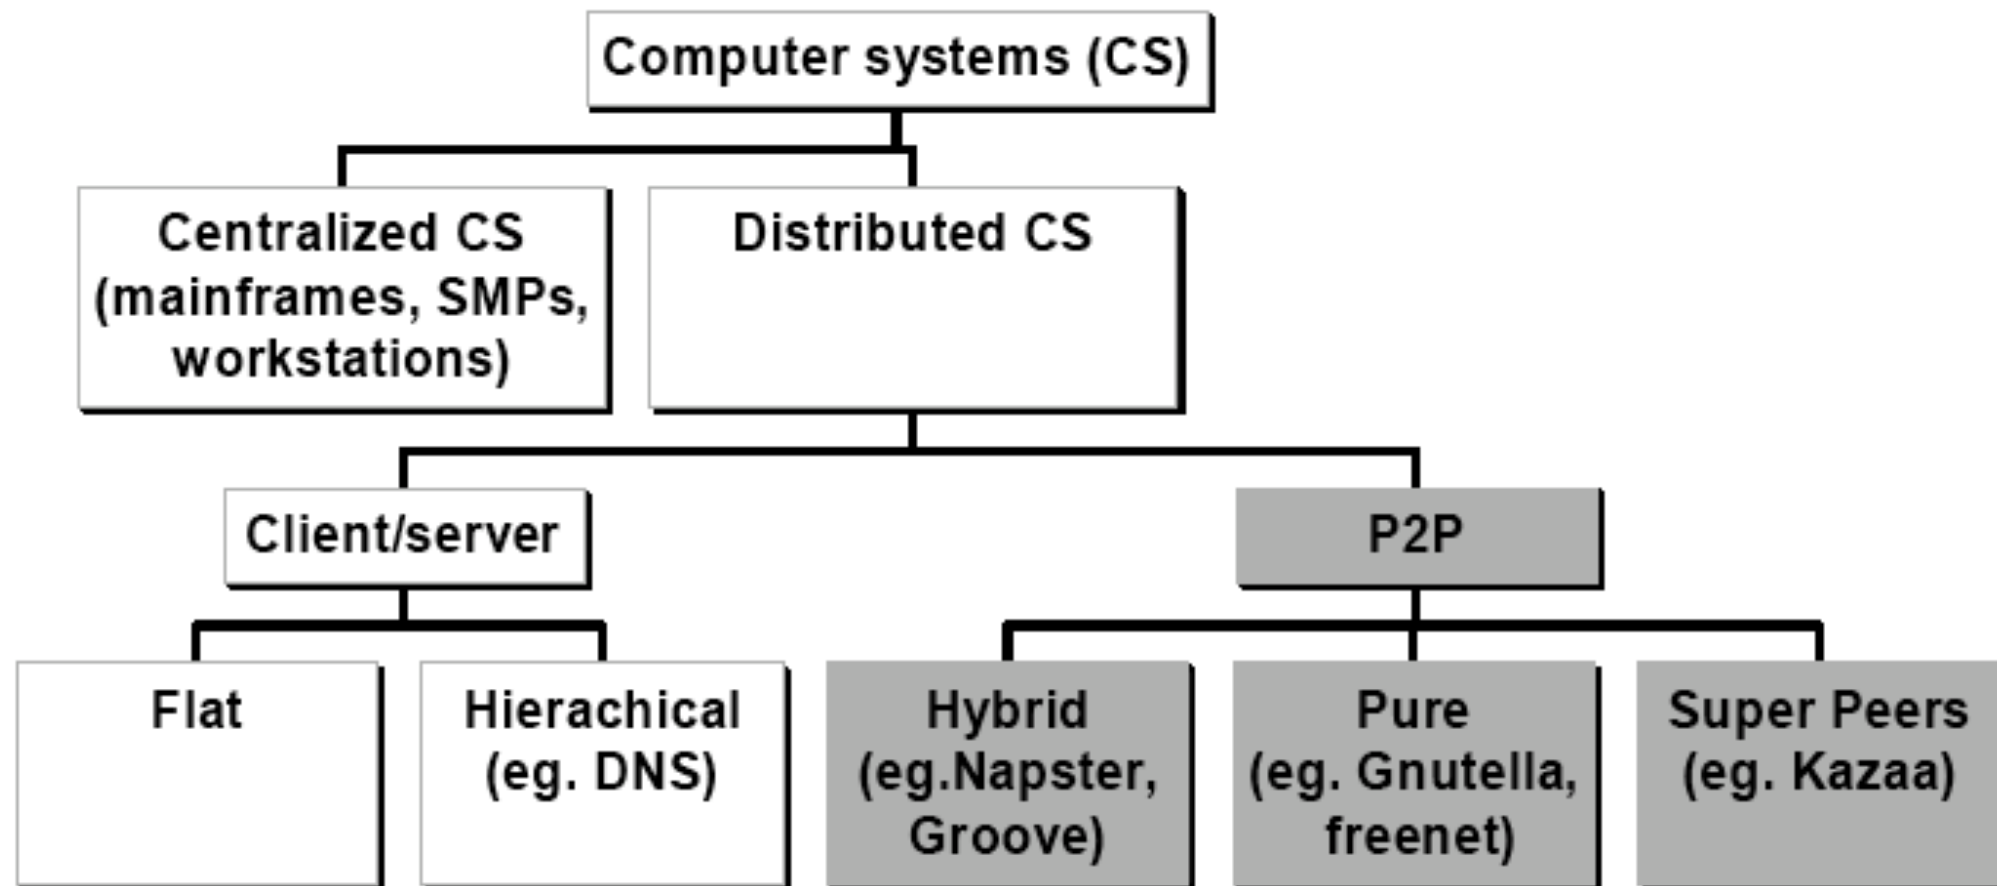 Computer systems (CS)
Centralized CS
(mainframes, SMPs,
workstations)
Distributed CS
Client/server
P2P
Flat
Hierachical
(eg. DNS)
Hybrid
(eg.Napster,
Groove)
Pure
(eg. Gnutella,
freenet)
Super Peers
(eg. Kazaa)